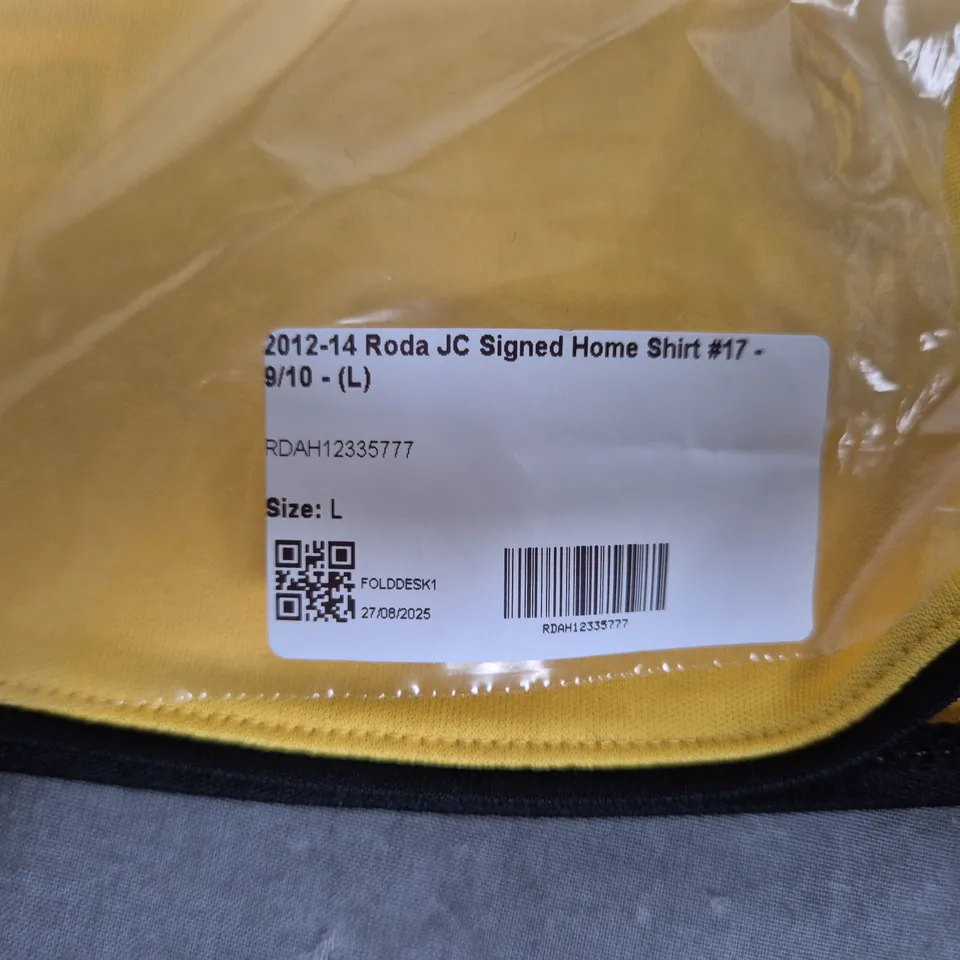 2012-14 Roda JC Signed Home Shirt #17 -
9/10 - (L)
RDAH12335777
Size: L
FOLDDESK1
27/08/2025
RDAH12335777